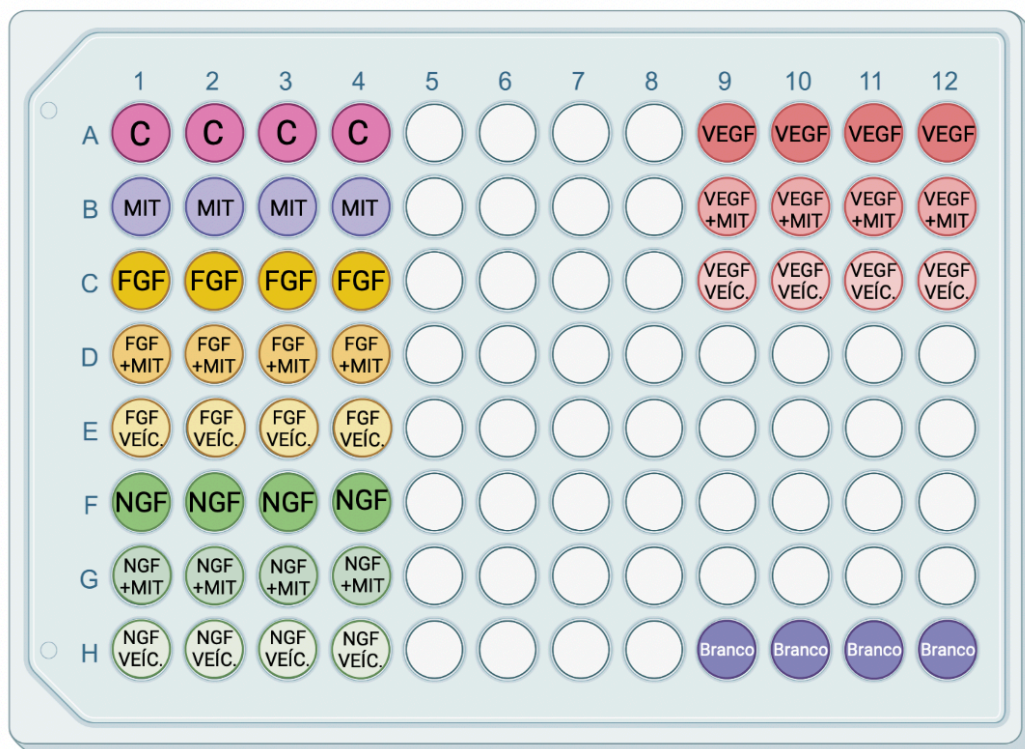 1 2 3 4 5 6 7 8 9 10 11 12
A C C C C VEGF VEGF VEGF VEGF
B MIT MIT MIT MIT VEGF +MIT VEGF +MIT VEGF +MIT VEGF +MIT
C FGF FGF FGF FGF VEGF VEÍC. VEGF VEÍC. VEGF VEÍC. VEGF VEÍC.
D FGF +MIT FGF +MIT FGF +MIT FGF +MIT
E FGF VEÍC. FGF VEÍC. FGF VEÍC. FGF VEÍC.
F NGF NGF NGF NGF
G NGF +MIT NGF +MIT NGF +MIT NGF +MIT
H NGF VEÍC. NGF VEÍC. NGF VEÍC. NGF VEÍC. Branco Branco Branco Branco